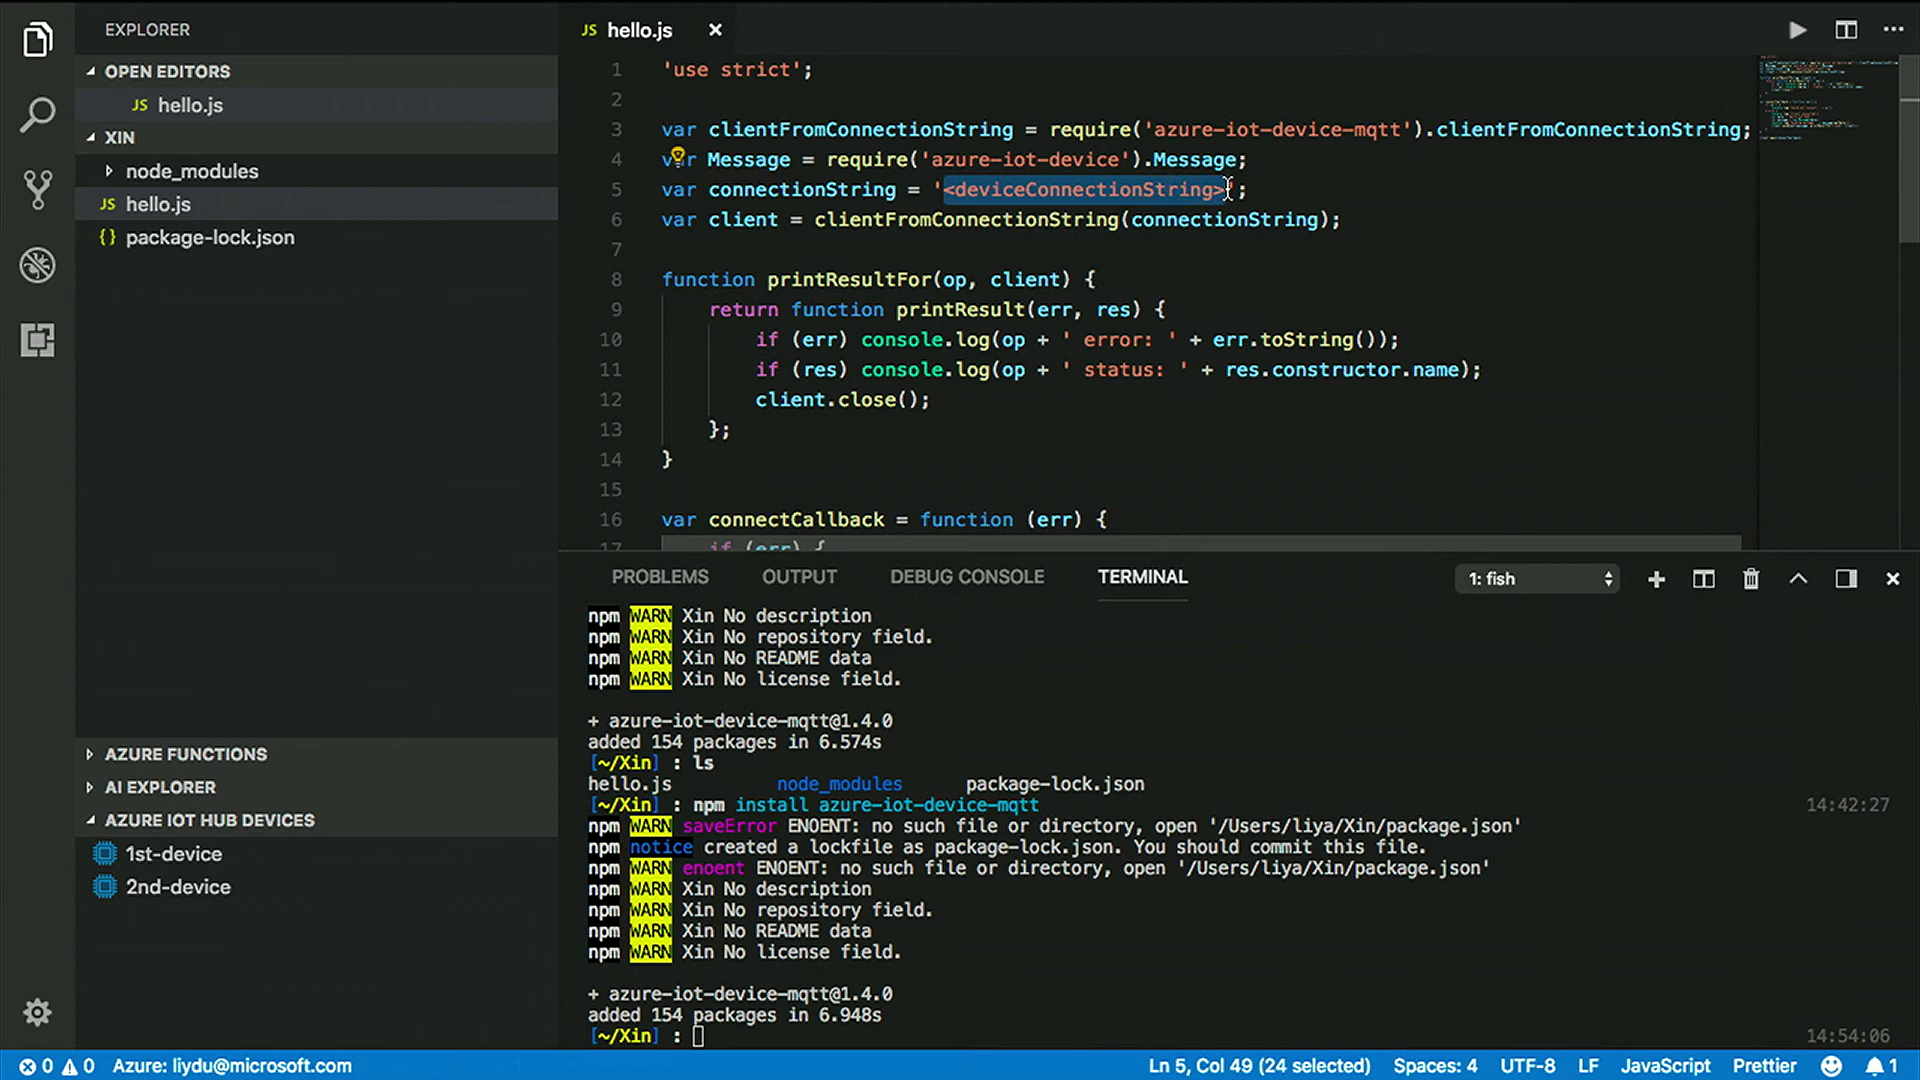 EXPLORER
OPEN EDITORS
JS hello.js
XIN
node_modules
JS hello.js
{} package-lock.json
AZURE FUNCTIONS
AI EXPLORER
AZURE IOT HUB DEVICES
1st-device
2nd-device
JS hello.js
1 'use strict';
2
3 var clientFromConnectionString = require('azure-iot-device-mqtt').clientFromConnectionString;
4 var Message = require('azure-iot-device').Message;
5 var connectionString = '<deviceConnectionString>';
6 var client = clientFromConnectionString(connectionString);
7
8 function printResultFor(op, client) {
9 return function printResult(err, res) {
10 if (err) console.log(op + ' error: ' + err.toString());
11 if (res) console.log(op + ' status: ' + res.constructor.name);
12 client.close();
13 };
14 }
15
16 var connectCallback = function (err) {
17 if (err) {
PROBLEMS OUTPUT DEBUG CONSOLE TERMINAL 1: fish
npm WARN Xin No description
npm WARN Xin No repository field.
npm WARN Xin No README data
npm WARN Xin No license field.
+ azure-iot-device-mqtt@1.4.0
added 154 packages in 6.574s
[~/Xin] : ls
hello.js node_modules package-lock.json
[~/Xin] : npm install azure-iot-device-mqtt 14:42:27
npm WARN saveError ENOENT: no such file or directory, open '/Users/liya/Xin/package.json'
npm notice created a lockfile as package-lock.json. You should commit this file.
npm WARN enoent ENOENT: no such file or directory, open '/Users/liya/Xin/package.json'
npm WARN Xin No description
npm WARN Xin No repository field.
npm WARN Xin No README data
npm WARN Xin No license field.
+ azure-iot-device-mqtt@1.4.0
added 154 packages in 6.948s
[~/Xin] : 14:54:06
0 0 Azure: liydu@microsoft.com Ln 5, Col 49 (24 selected) Spaces: 4 UTF-8 LF JavaScript Prettier 1